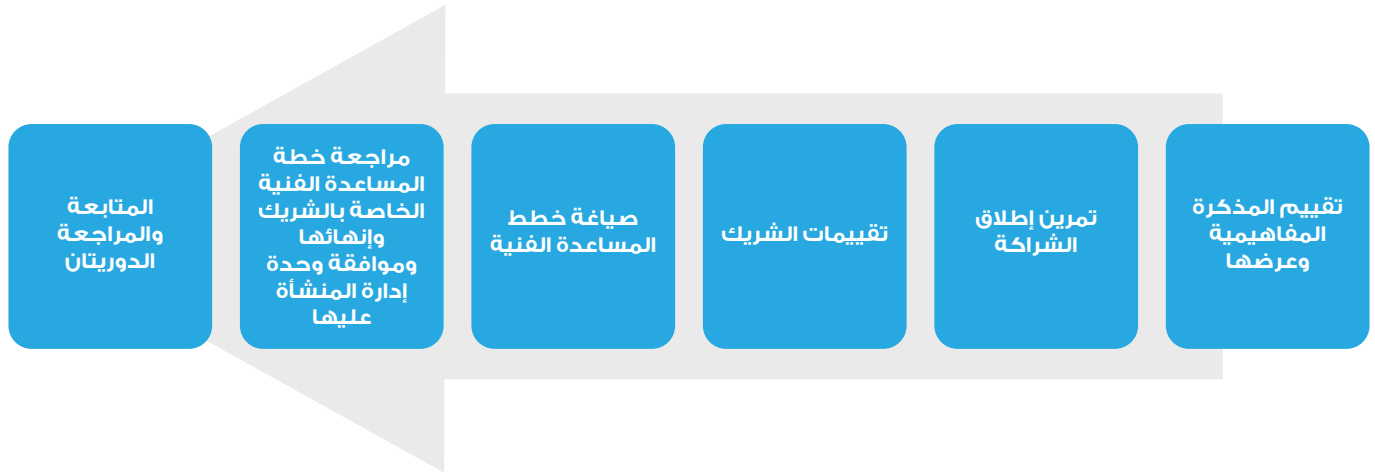 تقييم المذكرة
المفاهيمية
وعرضها
تمرين إطلاق
الشراكة
تقييمات الشريك
صياغة خطط
المساعدة الفنية
مراجعة خطة
المساعدة الفنية
الخاصة بالشريك
وإنهائها
وموافقة وحدة
إدارة المنشأة
عليها
المتابعة
والمراجعة
الدوريتان